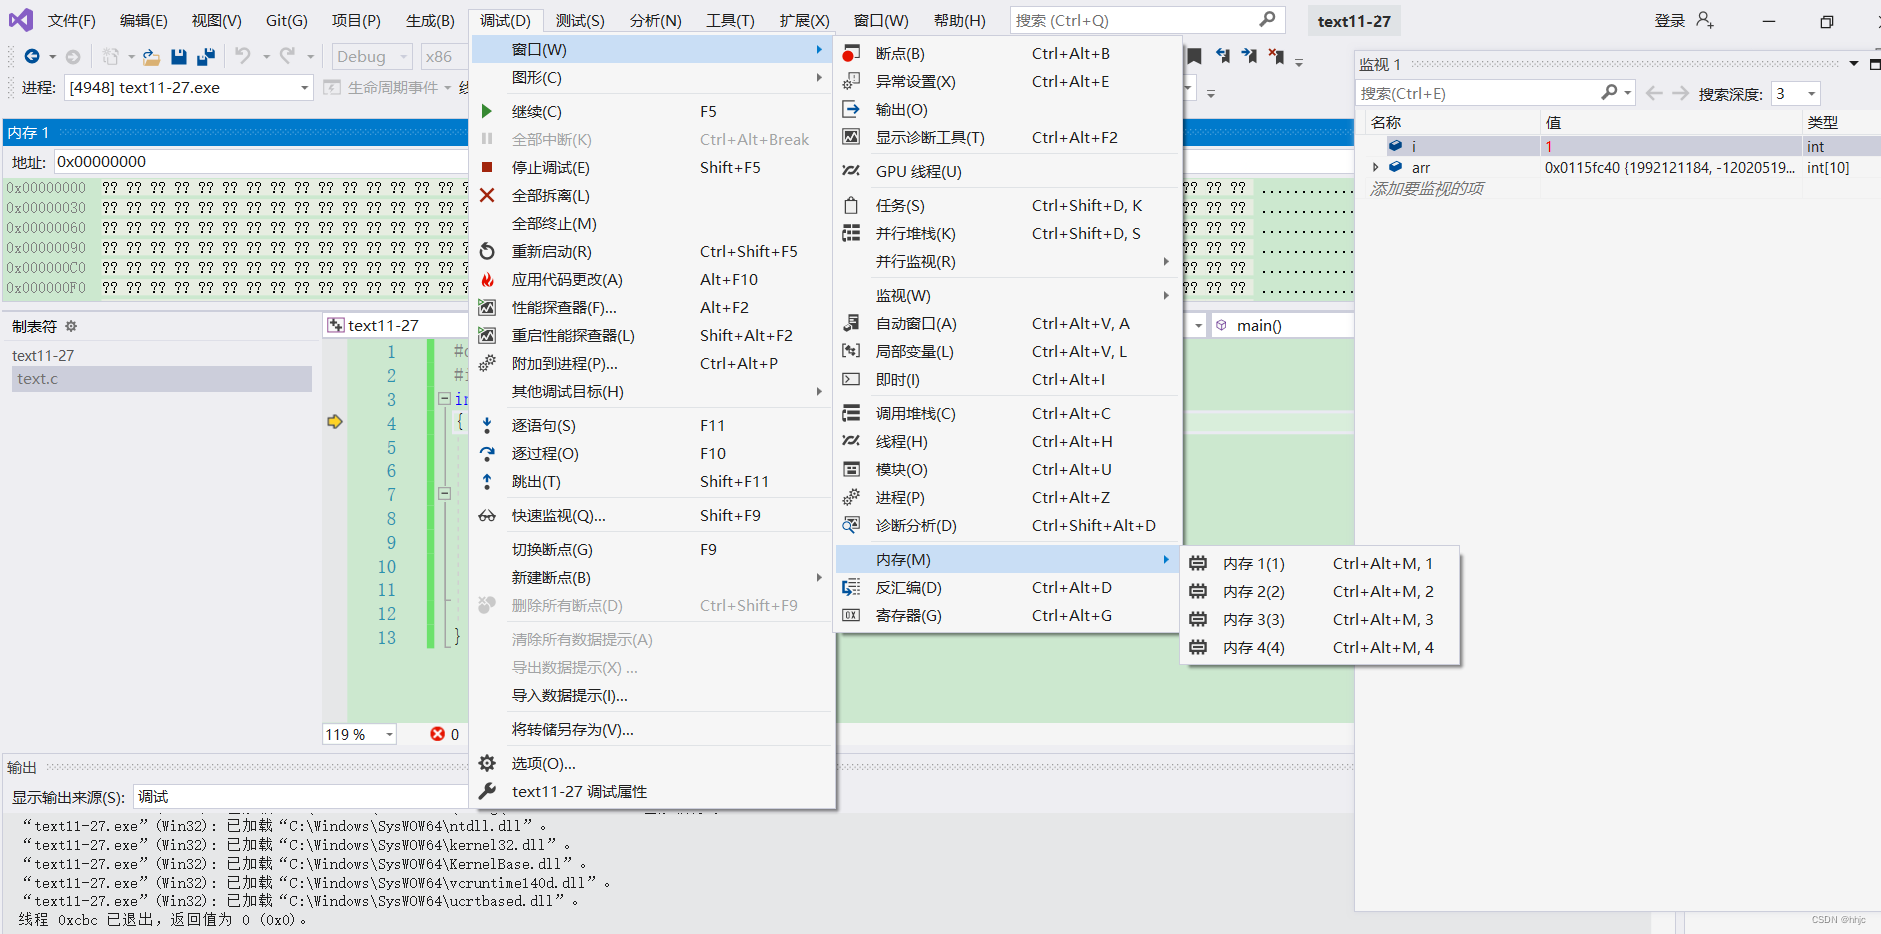 文件(F) 编辑(E) 视图(V) Git(G) 项目(P) 生成(B) 调试(D) 测试(S) 分析(N) 工具(T) 扩展(X) 窗口(W) 帮助(H) 搜索 (Ctrl+Q) text11-27 登录
Debug x86
进程: [4948] text11-27.exe 生命周期事件
内存 1
地址: 0x00000000
0x00000000 ?? ?? ?? ?? ?? ?? ?? ?? ?? ?? ?? ?? ?? ?? ?? ?? ?? ??
0x00000030 ?? ?? ?? ?? ?? ?? ?? ?? ?? ?? ?? ?? ?? ?? ?? ?? ?? ??
0x00000060 ?? ?? ?? ?? ?? ?? ?? ?? ?? ?? ?? ?? ?? ?? ?? ?? ?? ??
0x00000090 ?? ?? ?? ?? ?? ?? ?? ?? ?? ?? ?? ?? ?? ?? ?? ?? ?? ??
0x000000C0 ?? ?? ?? ?? ?? ?? ?? ?? ?? ?? ?? ?? ?? ?? ?? ?? ?? ??
0x000000F0 ?? ?? ?? ?? ?? ?? ?? ?? ?? ?? ?? ?? ?? ?? ?? ?? ?? ??
制表符
text11-27
text.c
text11-27
main()
1 #
2 #
3
4 {
5
6
7
8
9
10
11
12
13 }
119 % 0
窗口(W)
图形(C)
继续(C) F5
全部中断(K) Ctrl+Alt+Break
停止调试(E) Shift+F5
全部拆离(L)
全部终止(M)
重新启动(R) Ctrl+Shift+F5
应用代码更改(A) Alt+F10
性能探查器(F)... Alt+F2
重启性能探查器(L) Shift+Alt+F2
附加到进程(P)... Ctrl+Alt+P
其他调试目标(H)
逐语句(S) F11
逐过程(O) F10
跳出(T) Shift+F11
快速监视(Q)... Shift+F9
切换断点(G) F9
新建断点(B)
删除所有断点(D) Ctrl+Shift+F9
清除所有数据提示(A)
导出数据提示(X) ...
导入数据提示(I)...
将转储另存为(V)...
选项(O)...
text11-27 调试属性
断点(B) Ctrl+Alt+B
异常设置(X) Ctrl+Alt+E
输出(O)
显示诊断工具(T) Ctrl+Alt+F2
GPU 线程(U)
任务(S) Ctrl+Shift+D, K
并行堆栈(K) Ctrl+Shift+D, S
并行监视(R)
监视(W)
自动窗口(A) Ctrl+Alt+V, A
局部变量(L) Ctrl+Alt+V, L
即时(I) Ctrl+Alt+I
调用堆栈(C) Ctrl+Alt+C
线程(H) Ctrl+Alt+H
模块(O) Ctrl+Alt+U
进程(P) Ctrl+Alt+Z
诊断分析(D) Ctrl+Shift+Alt+D
内存(M)
反汇编(D) Ctrl+Alt+D
寄存器(G) Ctrl+Alt+G
内存 1(1) Ctrl+Alt+M, 1
内存 2(2) Ctrl+Alt+M, 2
内存 3(3) Ctrl+Alt+M, 3
内存 4(4) Ctrl+Alt+M, 4
监视 1
搜索(Ctrl+E) 搜索深度: 3
名称 值 类型
i 1 int
arr 0x0115fc40 {1992121184, -12020519... int[10]
添加要监视的项
输出
显示输出来源(S): 调试
“text11-27.exe”(Win32): 已加载“C:\Windows\SysWOW64\ntdll.dll”。
“text11-27.exe”(Win32): 已加载“C:\Windows\SysWOW64\kernel32.dll”。
“text11-27.exe”(Win32): 已加载“C:\Windows\SysWOW64\KernelBase.dll”。
“text11-27.exe”(Win32): 已加载“C:\Windows\SysWOW64\vcruntime140d.dll”。
“text11-27.exe”(Win32): 已加载“C:\Windows\SysWOW64\ucrtbased.dll”。
线程 0xcbc 已退出，返回值为 0 (0x0)。
CSDN @hhjc